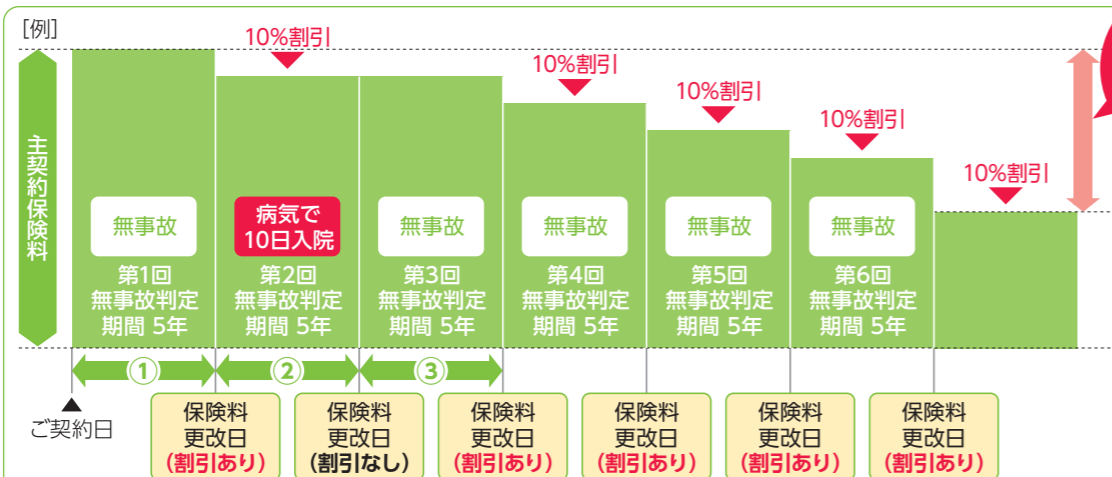 [例]
10%割引
10%割引
10%割引
10%割引
10%割引
主契約保険料
無事故
第1回
無事故判定
期間 5年
病気で
10日入院
第2回
無事故判定
期間 5年
無事故
第3回
無事故判定
期間 5年
無事故
第4回
無事故判定
期間 5年
無事故
第5回
無事故判定
期間 5年
無事故
第6回
無事故判定
期間 5年
①
②
③
ご契約日
保険料
更改日
(割引あり)
保険料
更改日
(割引なし)
保険料
更改日
(割引あり)
保険料
更改日
(割引あり)
保険料
更改日
(割引あり)
保険料
更改日
(割引あり)